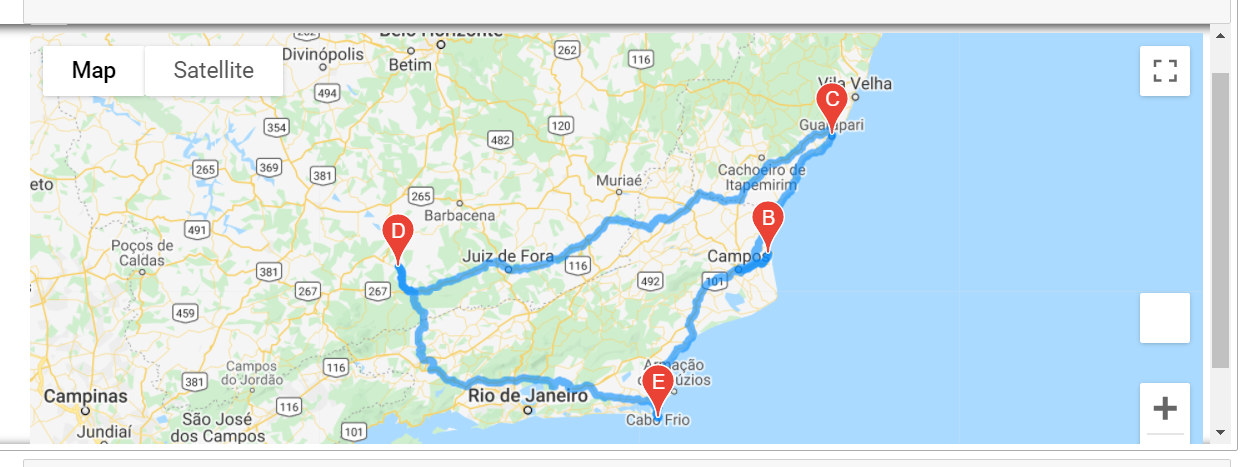 262
Belo Horizonte
Map
Satellite
Divinópolis
Betim
262
116
Vila Velha
C
494
Guarapari
354
120
482
265
369
381
Cachoeiro de
Itapemirim
Muriaé
eto
265
Barbacena
B
D
491
Poços de
Caldas
Juiz de Fora
Campos
116
381
492
101
267
267
459
Armação
de Búzios
E
116
Campos
do Jordão
381
Rio de Janeiro
Campinas
116
São José
dos Campos
Cabo Frio
101
Jundiaí
+